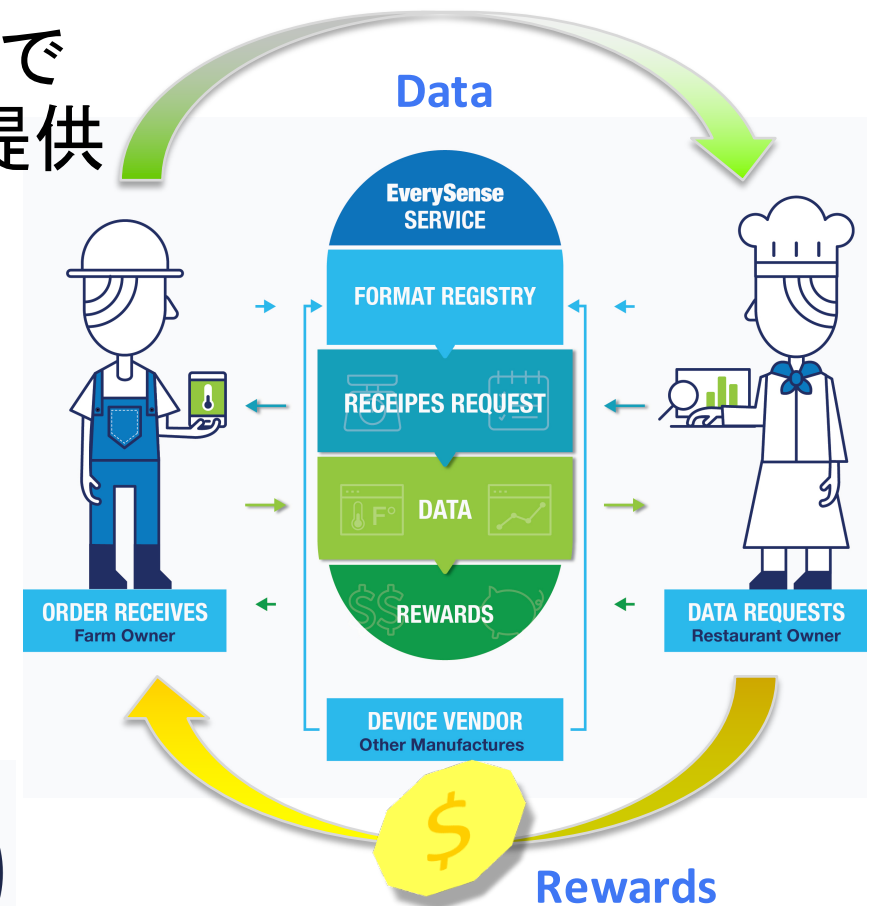 で
提供
Data
EverySense
SERVICE
FORMAT REGISTRY
RECEIPES REQUEST
F°
DATA
$$
REWARDS
ORDER RECEIVES
Farm Owner
DATA REQUESTS
Restaurant Owner
DEVICE VENDOR
Other Manufactures
$
Rewards